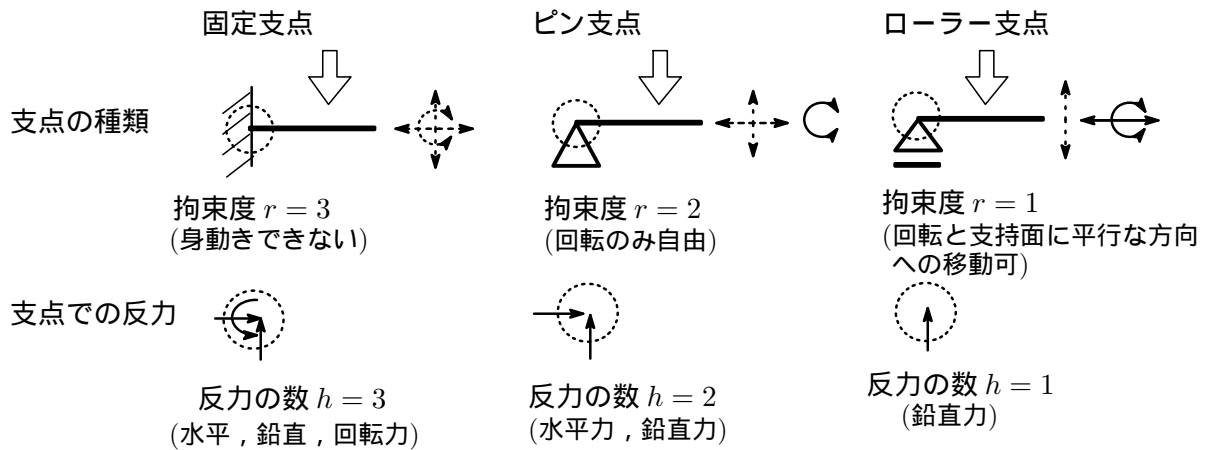 固定支点
ピン支点
ローラー支点
支点の種類
拘束度 r = 3
(身動きできない)
拘束度 r = 2
(回転のみ自由)
拘束度 r = 1
(回転と支持面に平行な方向
への移動可)
支点での反力
反力の数 h = 3
(水平，鉛直，回転力)
反力の数 h = 2
(水平力，鉛直力)
反力の数 h = 1
(鉛直力)